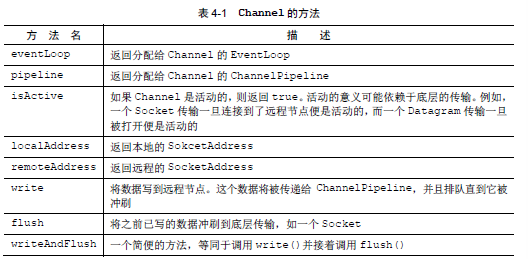 表 4-1 Channel 的方法
方 法 名 描 述
eventLoop 返回分配给 Channel 的 EventLoop
pipeline 返回分配给 Channel 的 ChannelPipeline
isActive 如果 Channel 是活动的，则返回 true。活动的意义可能依赖于底层的传输。例如，
一个 Socket 传输一旦连接到了远程节点便是活动的，而一个 Datagram 传输一旦
被打开便是活动的
localAddress 返回本地的 SokcetAddress
remoteAddress 返回远程的 SocketAddress
write 将数据写到远程节点。这个数据将被传递给 ChannelPipeline，并且排队直到它被
冲刷
flush 将之前已写的数据冲刷到底层传输，如一个 Socket
writeAndFlush 一个简便的方法，等同于调用 write()并接着调用 flush()